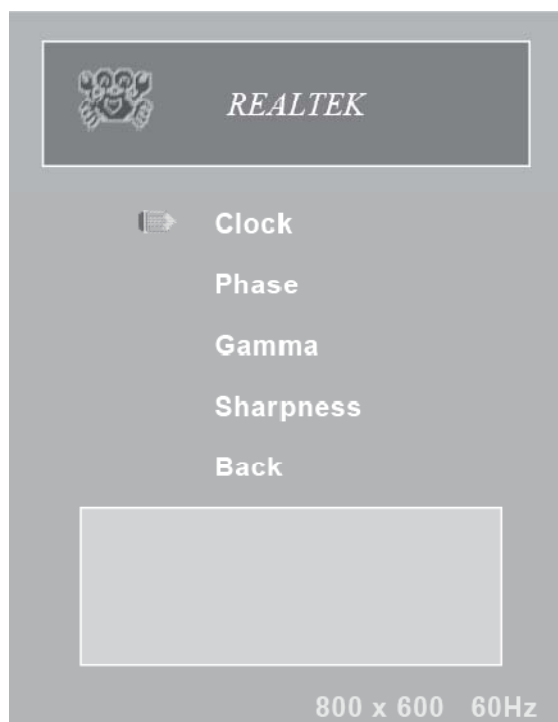 REALTEK
Clock
Phase
Gamma
Sharpness
Back
800 x 600 60Hz